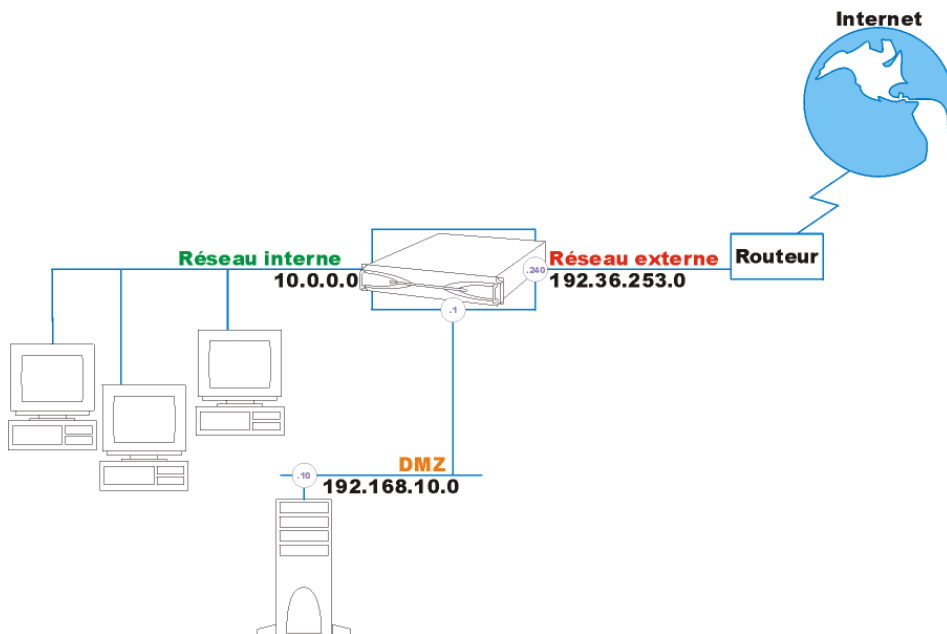 Internet
Réseau interne
10.0.0.0
.240
Réseau externe
192.36.253.0
Routeur
.1
DMZ
.10
192.168.10.0